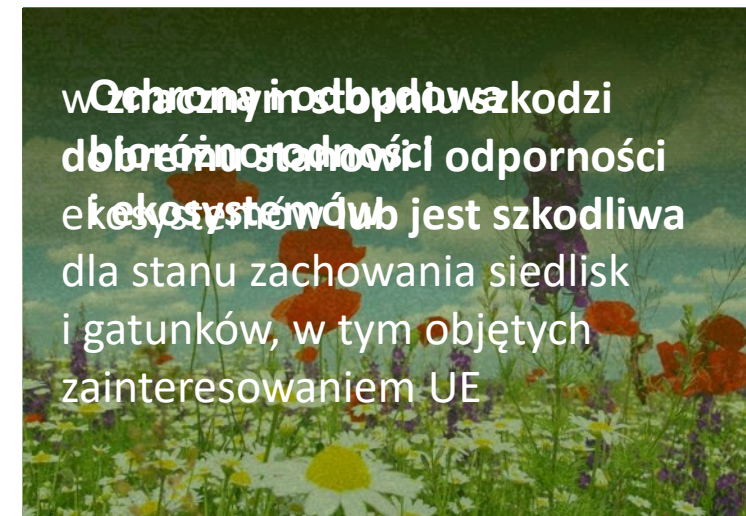 Ochrona i odbudowa
bioróżnorodności
i ekosystemów
w znacznym stopniu szkodzi
dobremu stanowi i odporności
ekosystemów lub jest szkodliwa
dla stanu zachowania siedlisk
i gatunków, w tym objętych
zainteresowaniem UE